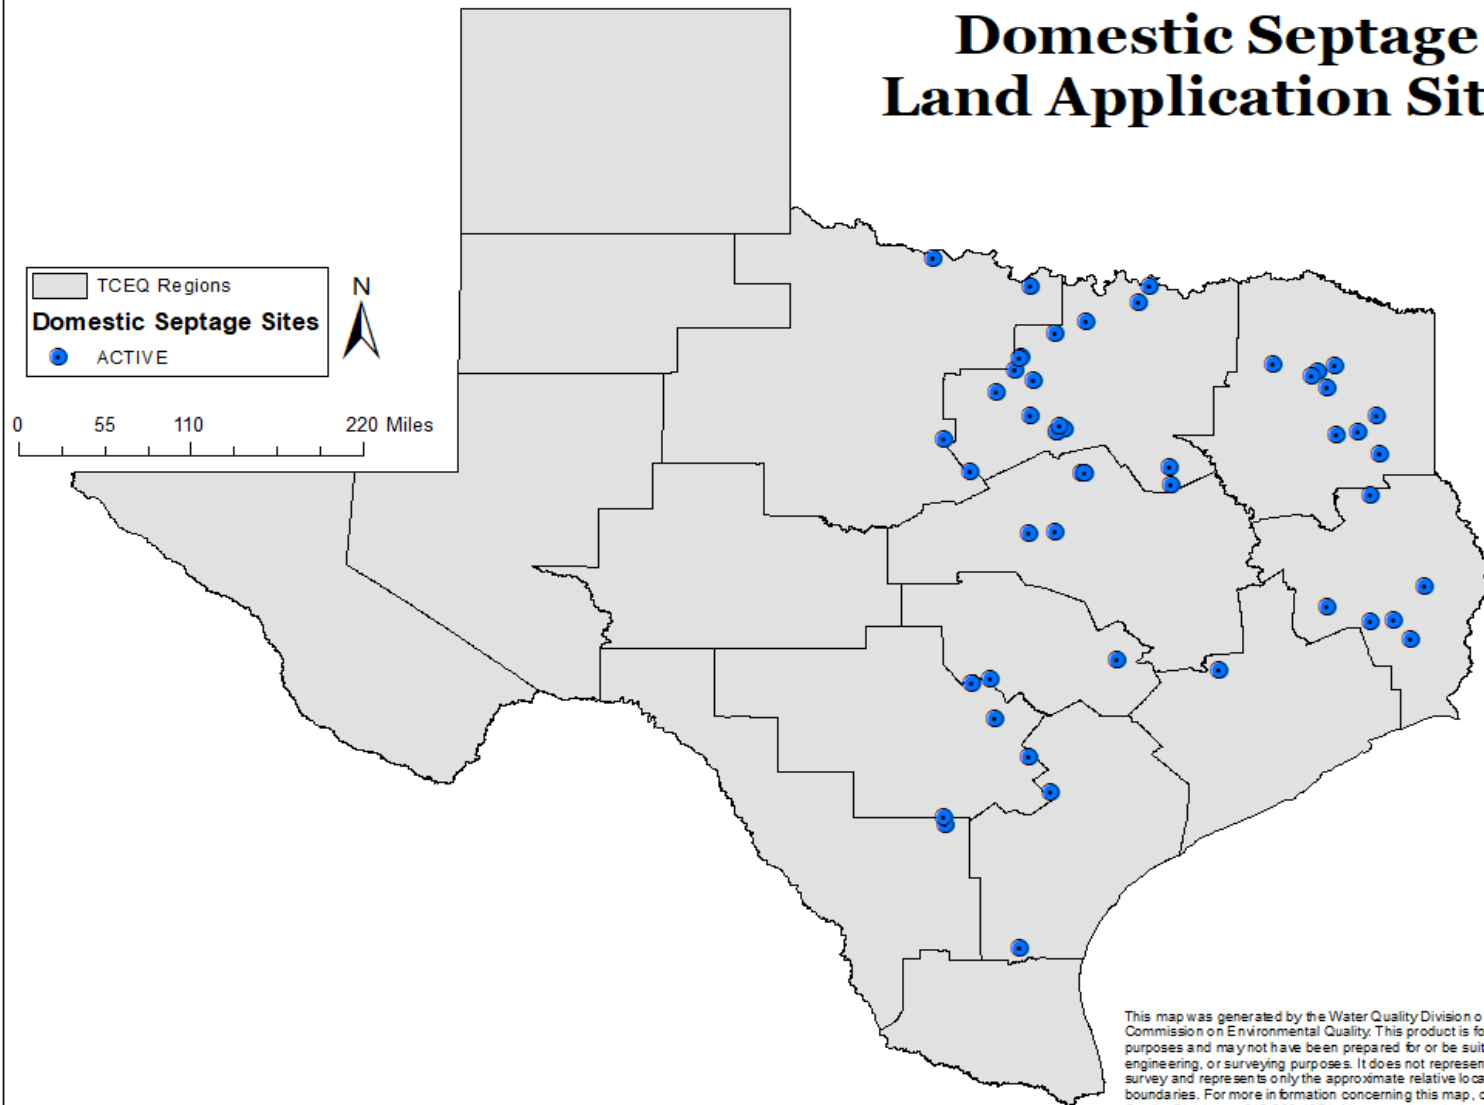 Domestic Septage
Land Application Sit
TCEQ Regions
Domestic Septage Sites
ACTIVE
N
0 55 110 220 Miles
This map was generated by the Water Quality Division o
Commission on Environmental Quality. This product is fo
purposes and may not have been prepared for or be suit
engineering, or surveying purposes. It does not represen
survey and represents only the approximate relative loca
boundaries. For more information concerning this map, c